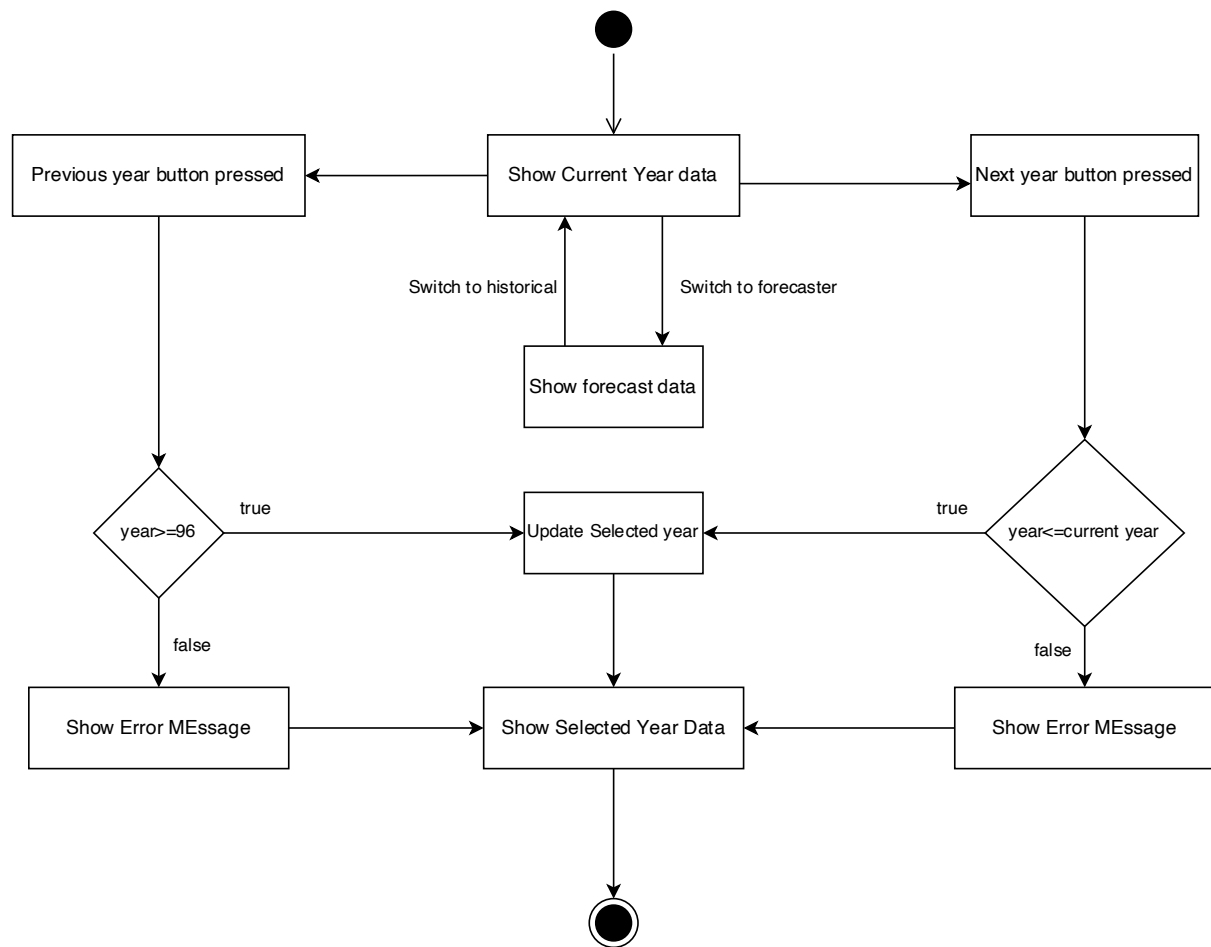 Previous year button pressed
Show Current Year data
Next year button pressed
Switch to historical
Switch to forecaster
Show forecast data
year>=96
true
Update Selected year
true
year<=current year
false
false
Show Error MEssage
Show Selected Year Data
Show Error MEssage